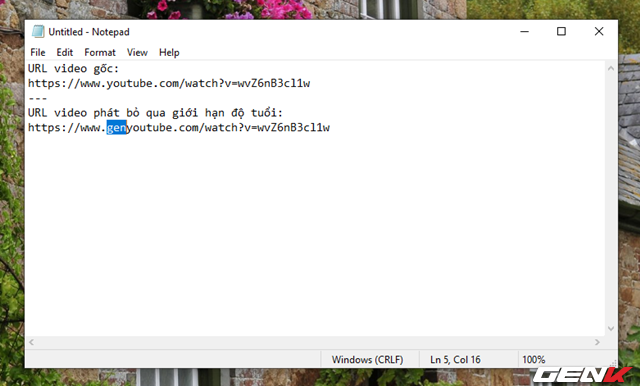 Untitled - Notepad
File Edit Format View Help
URL video gốc:
https://www.youtube.com/watch?v=wvZ6nB3cl1w
---
URL video phát bỏ qua giới hạn độ tuổi:
https://www.genyoutube.com/watch?v=wvZ6nB3cl1w
Windows (CRLF) Ln 5, Col 16 100%
GENK